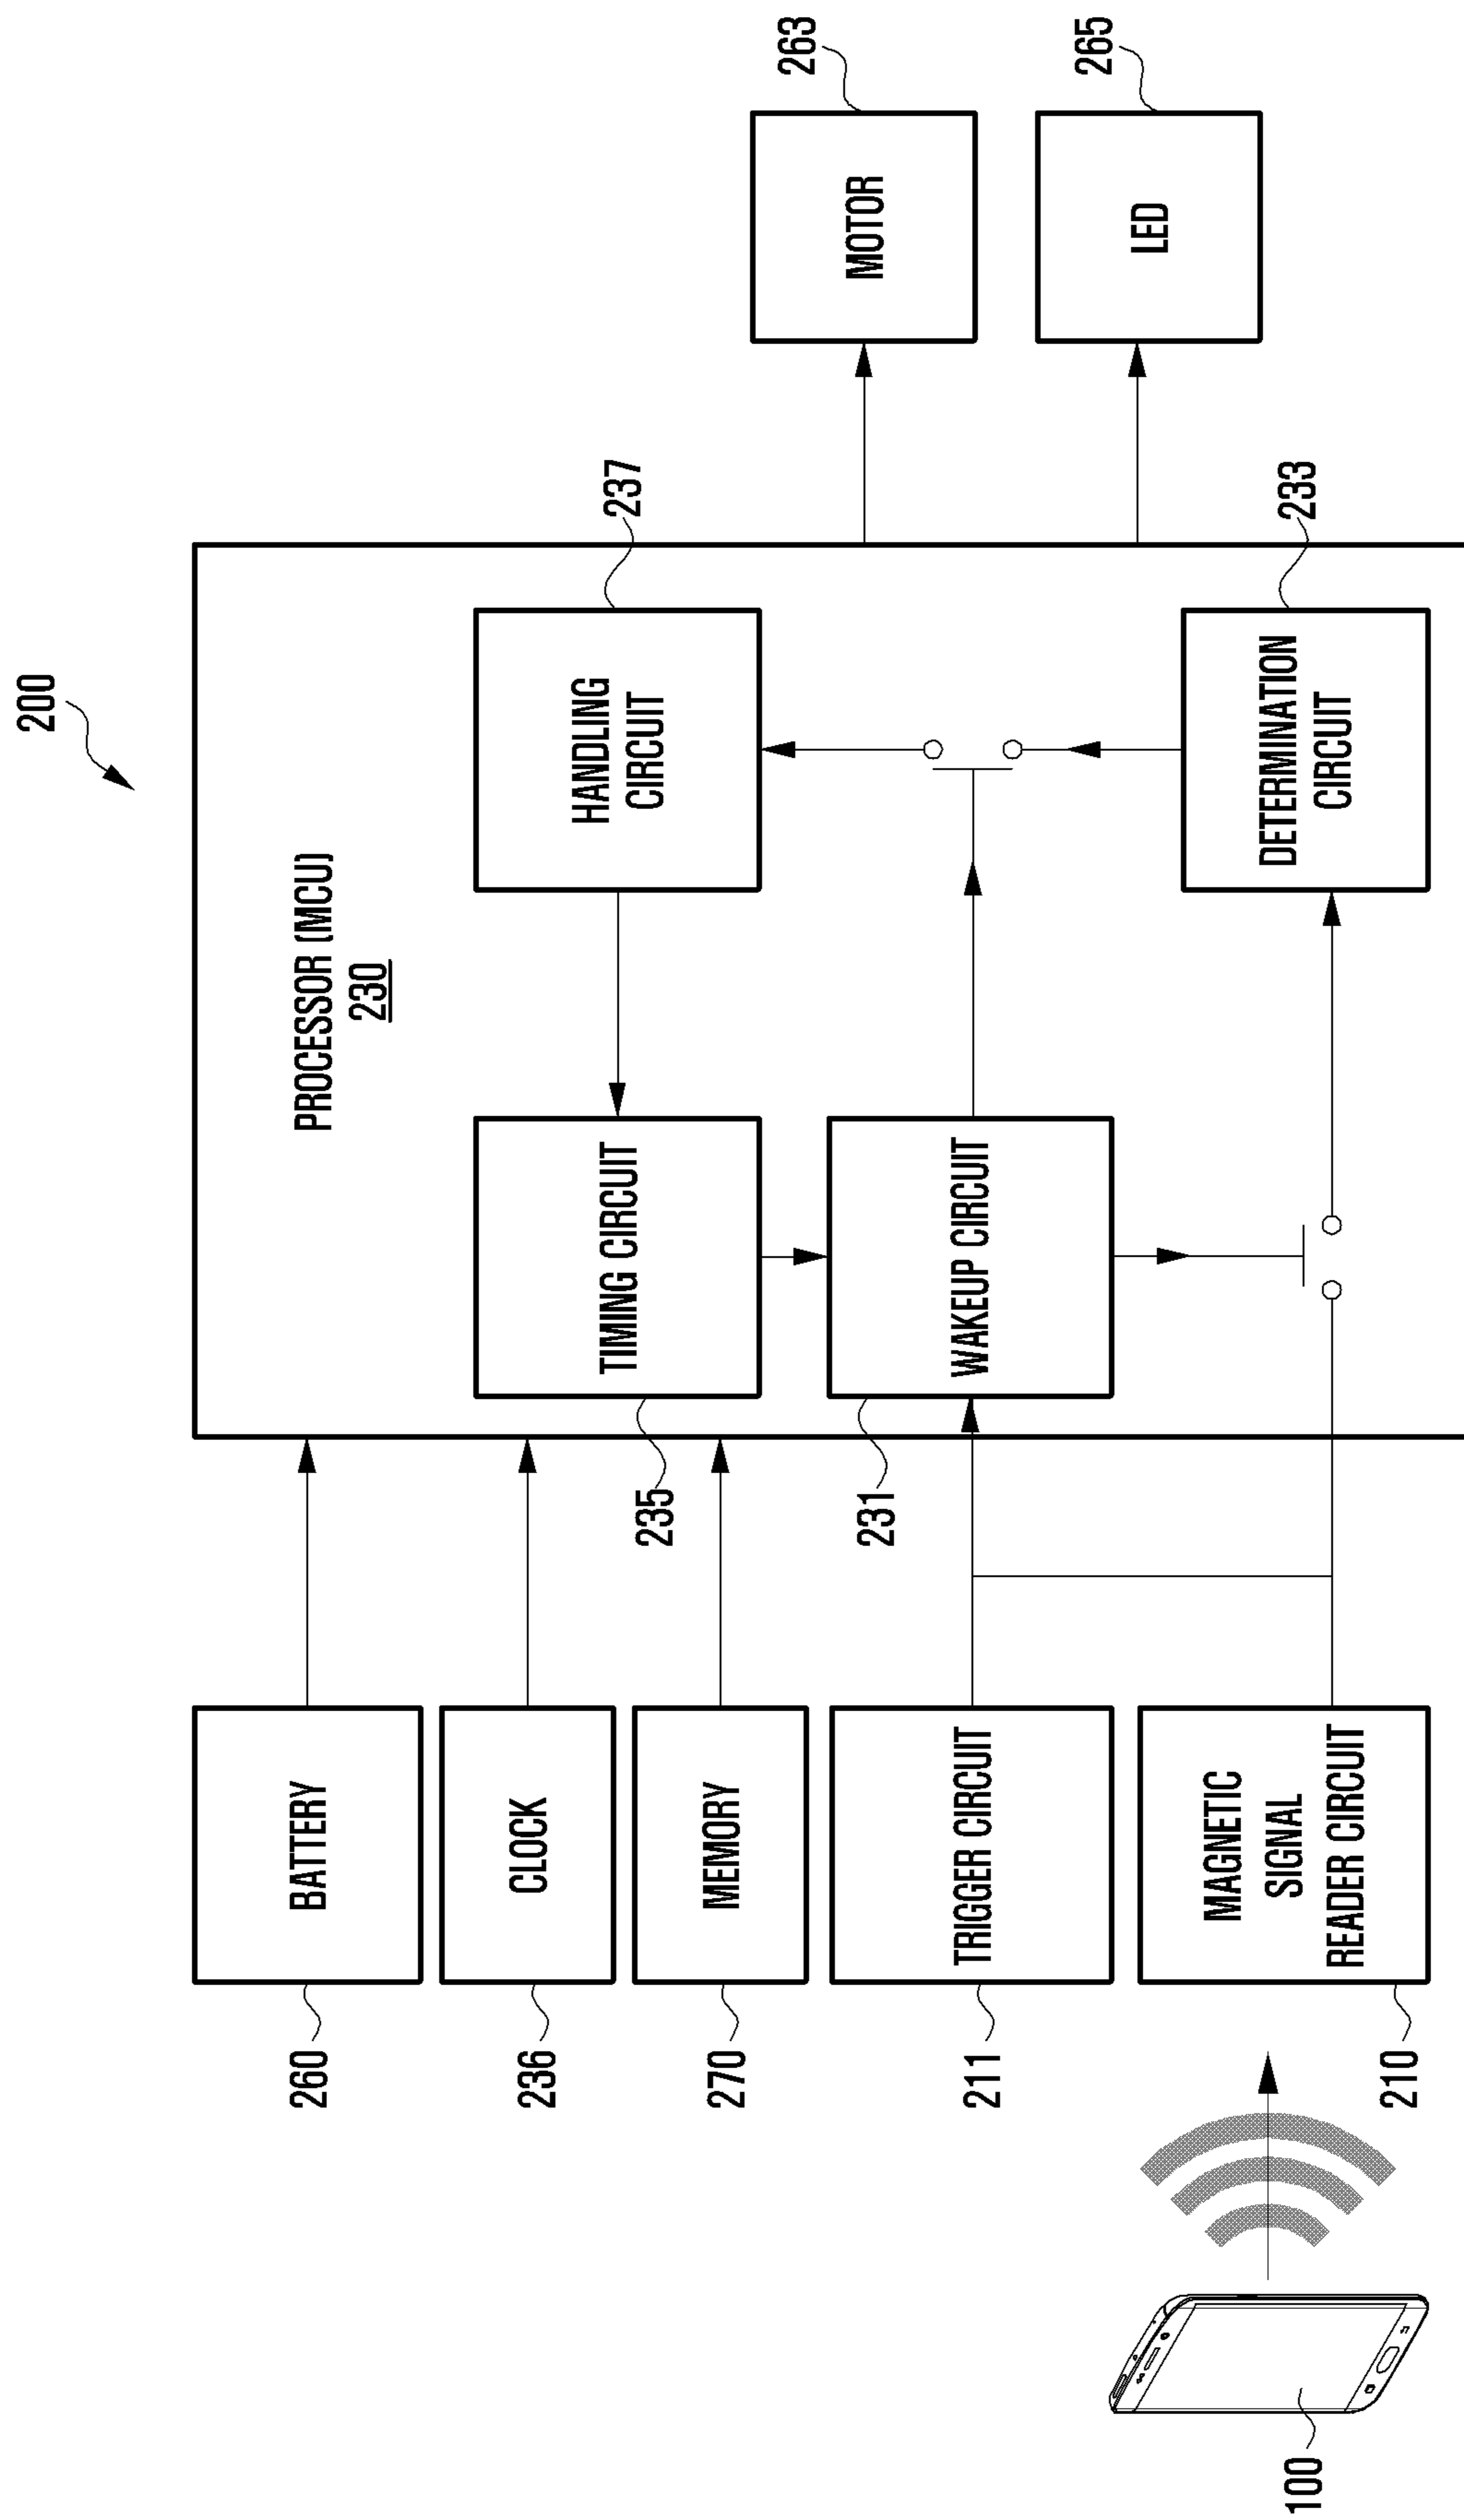 200
PROCESSOR (MCU)
230
260
BATTERY
236
CLOCK
270
MEMORY
211
TRIGGER CIRCUIT
210
MAGNETIC
SIGNAL
READER CIRCUIT
100
235
TIMING CIRCUIT
231
WAKEUP CIRCUIT
237
HANDLING
CIRCUIT
233
DETERMINATION
CIRCUIT
263
MOTOR
265
LED